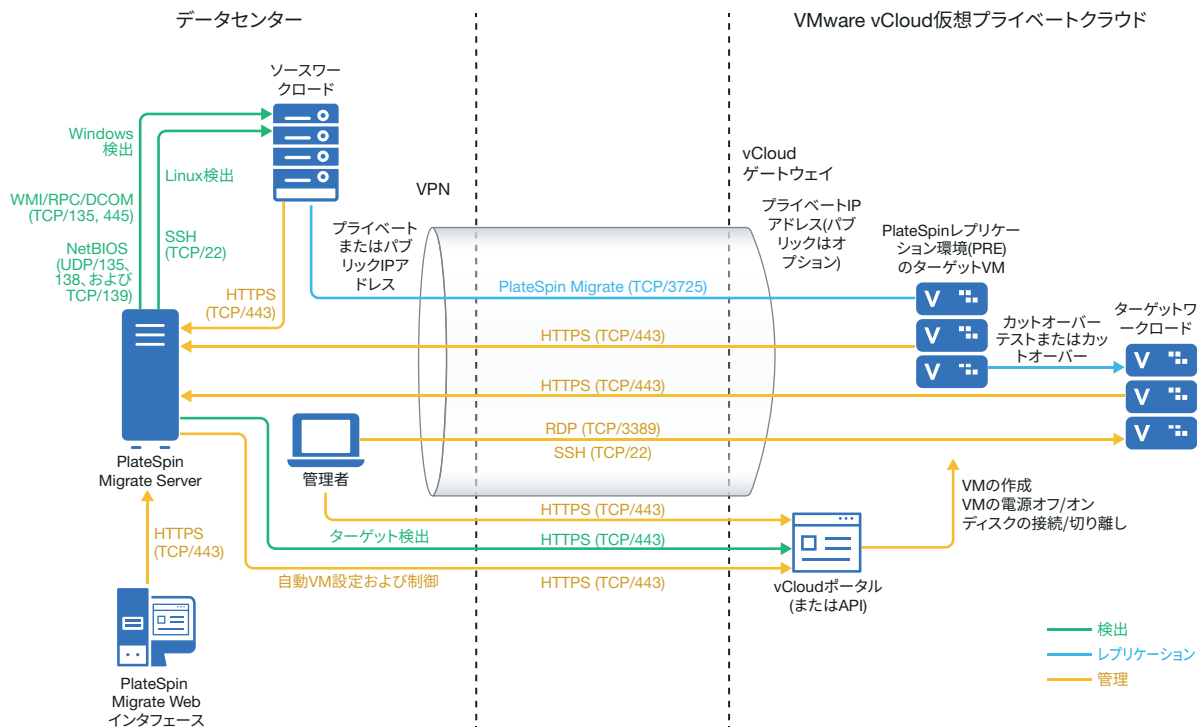 データセンター
VMware vCloud仮想プライベートクラウド
ソースワー
クロード
Windows
検出
Linux検出
WMI/RPC/DCOM
(TCP/135, 445)
SSH
(TCP/22)
NetBIOS
(UDP/135、
138、および
TCP/139)
HTTPS
(TCP/443)
VPN
プライベート
またはパブ
リックIPア
ドレス
vCloud
ゲートウェイ
プライベートIP
アドレス(パブ
リックはオ
プション)
PlateSpinレプリケー
ション環境(PRE)
のターゲットVM
PlateSpin Migrate (TCP/3725)
HTTPS (TCP/443)
カットオーバー
テストまたはカッ
トオーバー
ターゲットワ
ークロード
V
V
V
V
V
V
HTTPS (TCP/443)
RDP (TCP/3389)
SSH (TCP/22)
PlateSpin
Migrate Server
管理者
VMの作成
VMの電源オフ/オン
ディスクの接続/切り離し
HTTPS (TCP/443)
ターゲット検出
HTTPS (TCP/443)
自動VM設定および制御
HTTPS (TCP/443)
HTTPS
(TCP/443)
vCloudポータル
(またはAPI)
PlateSpin
Migrate Web
インタフェース
検出
レプリケーション
管理